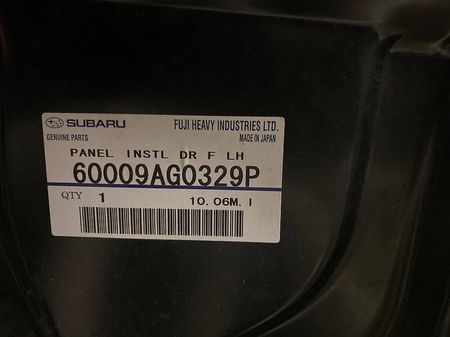 SUBARU FUJI HEAVY INDUSTRIES LTD.
GENUINE PARTS MADE IN JAPAN
PANEL INSTL DR F LH
60009AG0329P
QTY 1 10.06M.I